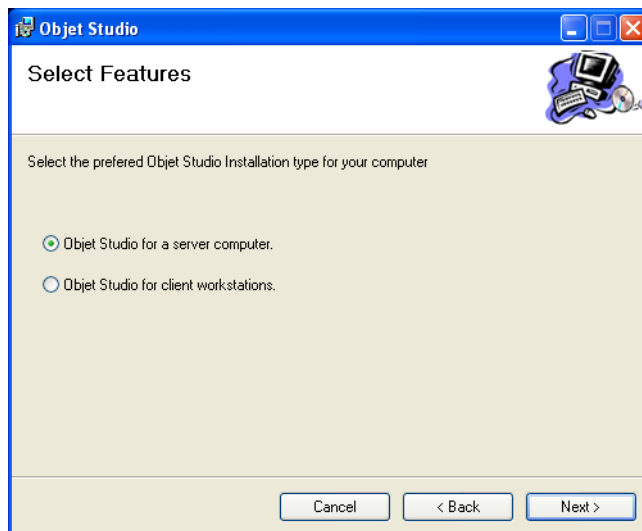 Objet Studio
Select Features
Select the prefered Objet Studio Installation type for your computer
Objet Studio for a server computer.
Objet Studio for client workstations.
Cancel
< Back
Next >